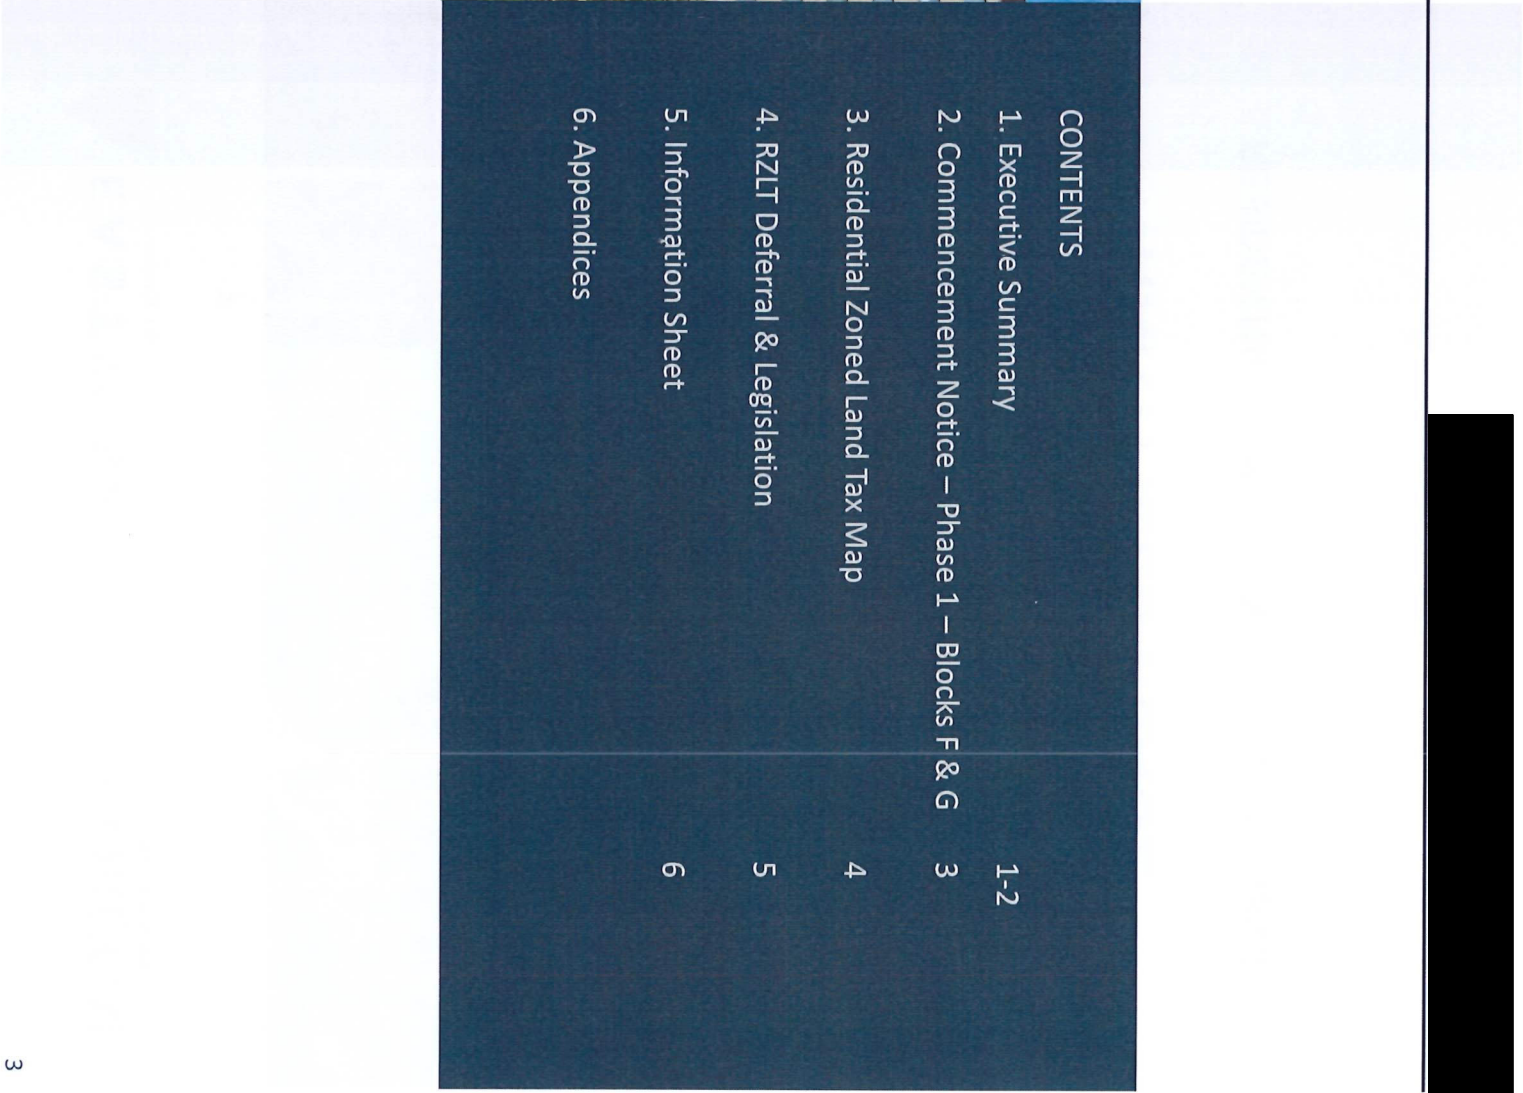 CONTENTS
1. Executive Summary 1-2
2. Commencement Notice – Phase 1 – Blocks F & G 3
3. Residential Zoned Land Tax Map 4
4. RZLT Deferral & Legislation 5
5. Information Sheet 6
6. Appendices
3